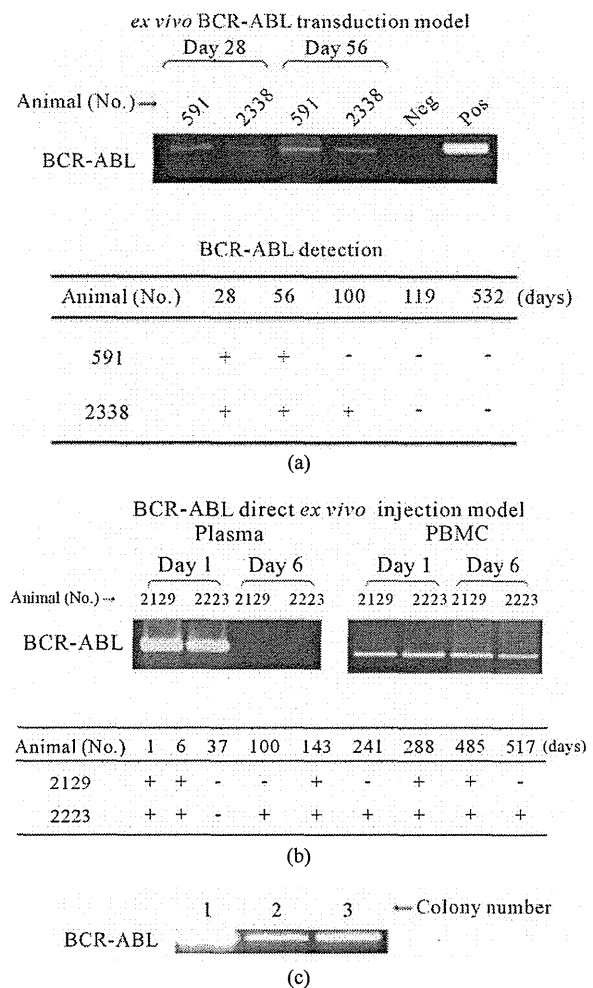 ex vivo BCR-ABL transduction model
Day 28 Day 56
Animal (No.)→ 591 2338 591 2338 Neg Pos
BCR-ABL
BCR-ABL detection
Animal (No.) 28 56 100 119 532 (days)
591 + + - - -
2338 + + + - -
(a)
BCR-ABL direct ex vivo injection model
Plasma PBMC
Day 1 Day 6 Day 1 Day 6
Animal (No.)→ 2129 2223 2129 2223 2129 2223 2129 2223
BCR-ABL
Animal (No.) 1 6 37 100 143 241 288 485 517 (days)
2129 + + - - + - + + -
2223 + + - + + + + + +
(b)
1 2 3 ←Colony number
BCR-ABL
(c)